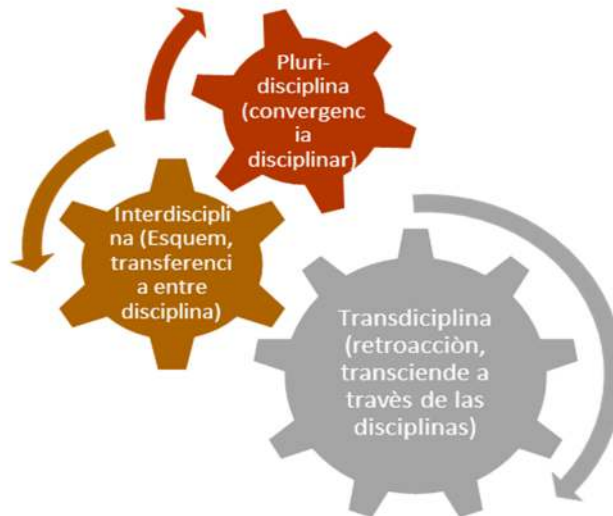 Pluri-
disciplina
(convergenc
ia
disciplinar)
Interdiscipli
na (Esquem,
transferenci
a entre
disciplina)
Transdiciplina
(retroacciòn,
transciende a
travès de las
disciplinas)